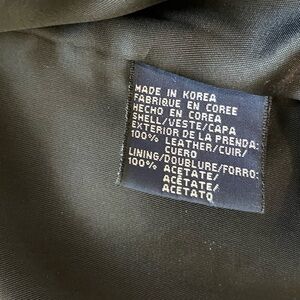 MADE IN KOREA
FABRIQUE EN COREE
HECHO EN COREA
SHELL/VESTE/CAPA
EXTERIOR DE LA PRENDA:
100% LEATHER/CUIR/
CUERO
LINING/DOUBLURE/FORRO:
100% ACETATE/
ACÉTATE/
ACETATO